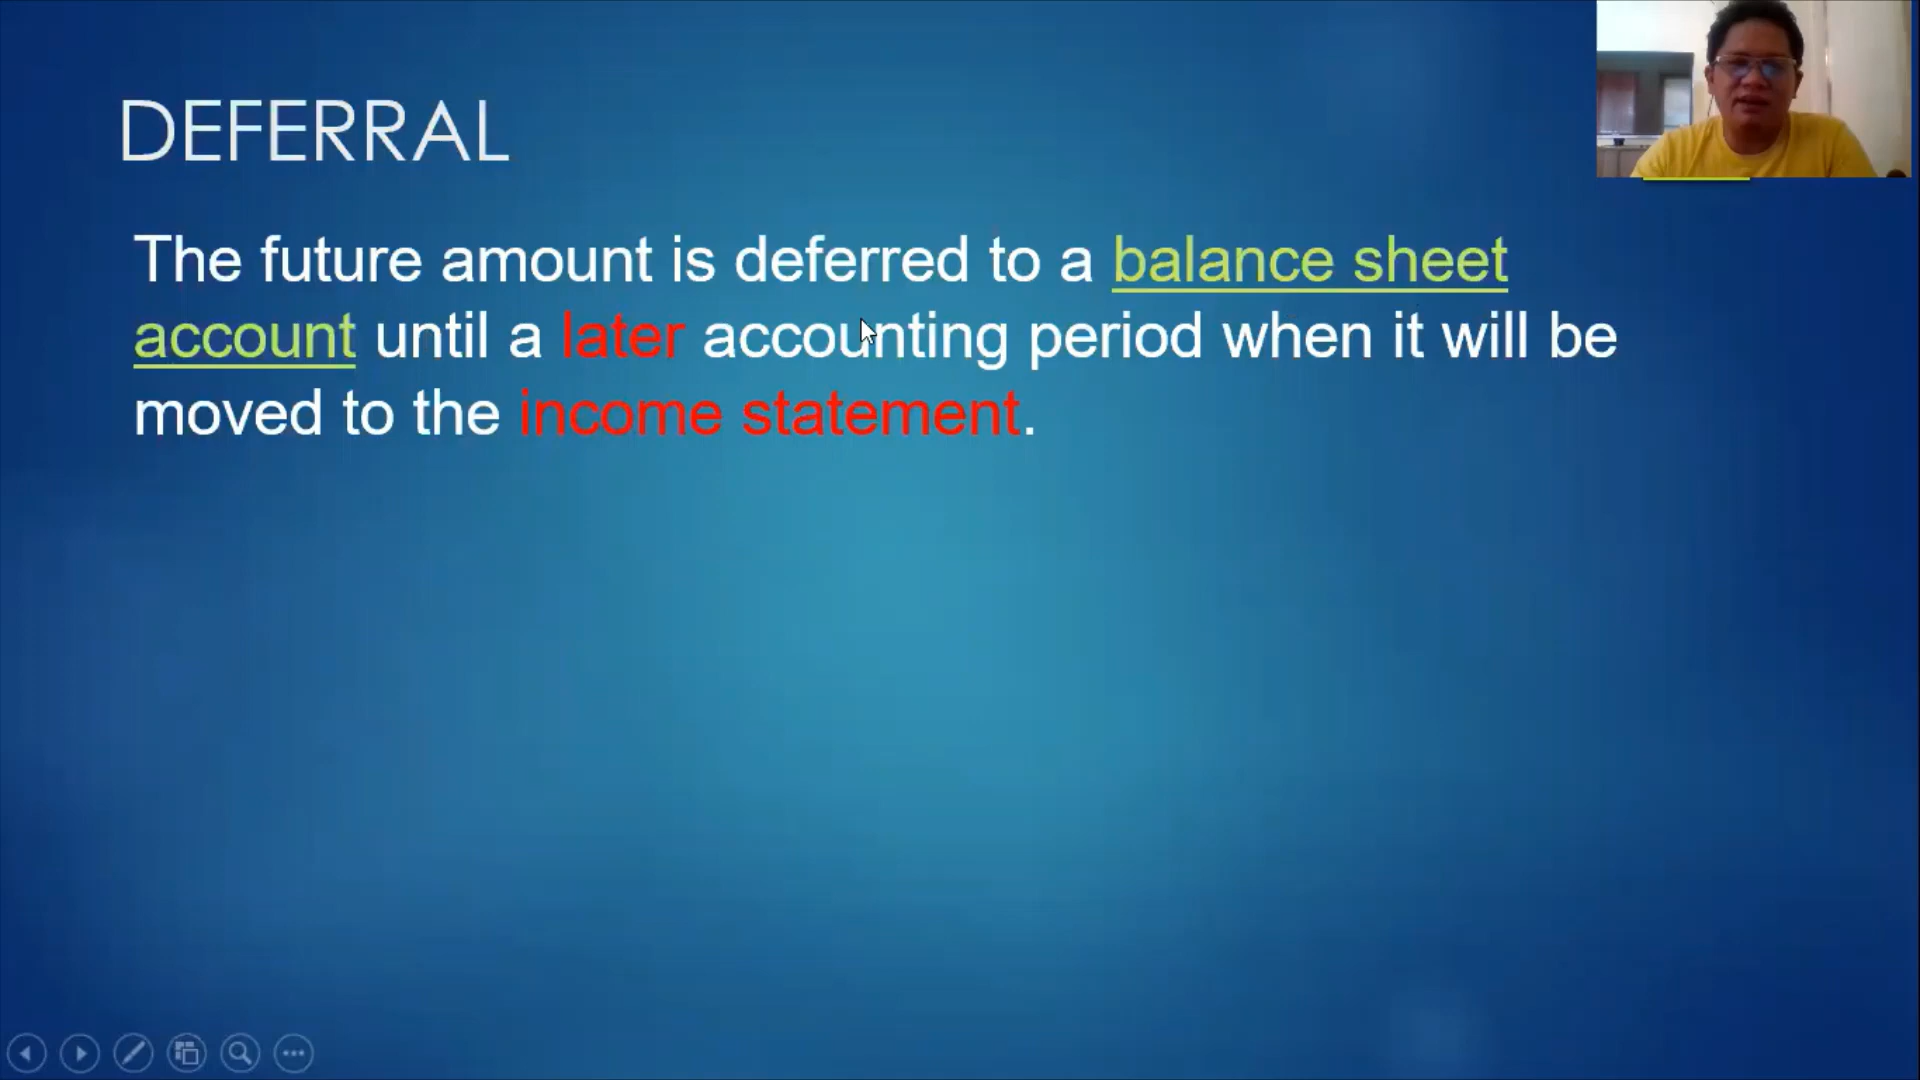 DEFERRAL
The future amount is deferred to a balance sheet
account until a later accounting period when it will be
moved to the income statement.